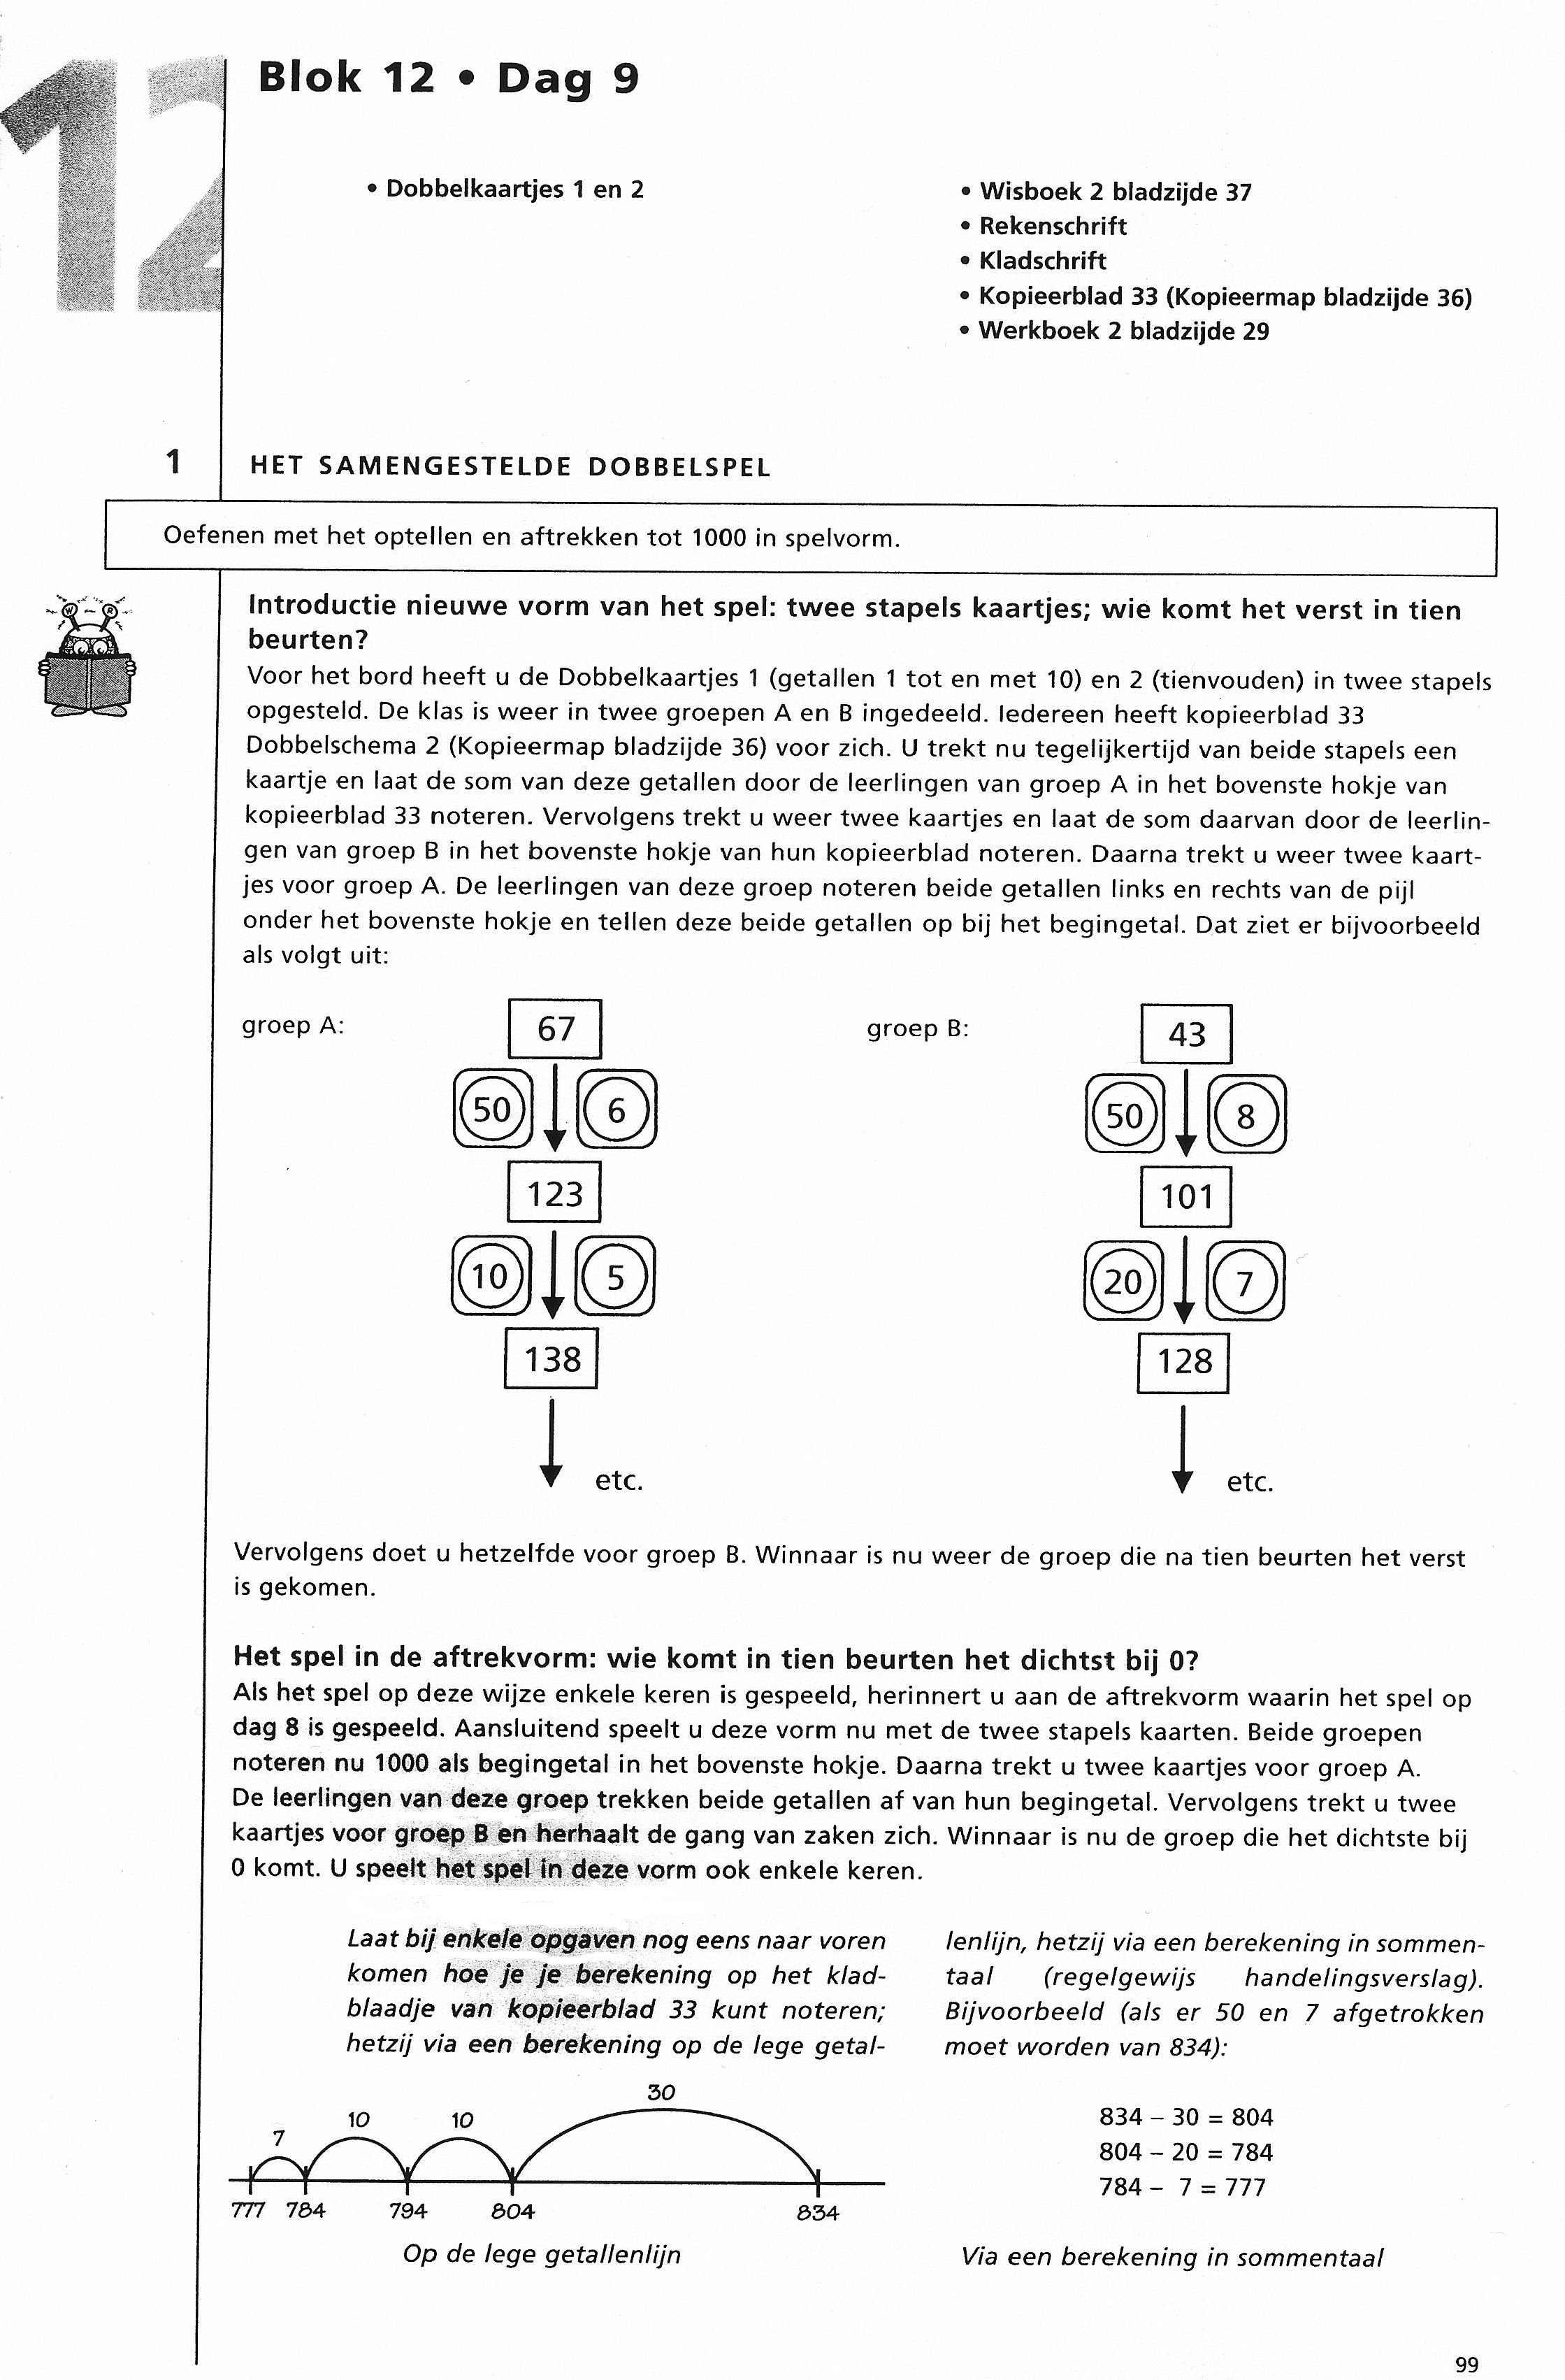 12
Blok 12 • Dag 9
• Dobbelkaartjes 1 en 2
• Wisboek 2 bladzijde 37
• Rekenschrift
• Kladschrift
• Kopieerblad 33 (Kopieermap bladzijde 36)
• Werkboek 2 bladzijde 29
1 HET SAMENGESTELDE DOBBELSPEL
Oefenen met het optellen en aftrekken tot 1000 in spelvorm.
W R
Introductie nieuwe vorm van het spel: twee stapels kaartjes; wie komt het verst in tien
beurten?
Voor het bord heeft u de Dobbelkaartjes 1 (getallen 1 tot en met 10) en 2 (tienvouden) in twee stapels
opgesteld. De klas is weer in twee groepen A en B ingedeeld. Iedereen heeft kopieerblad 33
Dobbelschema 2 (Kopieermap bladzijde 36) voor zich. U trekt nu tegelijkertijd van beide stapels een
kaartje en laat de som van deze getallen door de leerlingen van groep A in het bovenste hokje van
kopieerblad 33 noteren. Vervolgens trekt u weer twee kaartjes en laat de som daarvan door de leerlin-
gen van groep B in het bovenste hokje van hun kopieerblad noteren. Daarna trekt u weer twee kaart-
jes voor groep A. De leerlingen van deze groep noteren beide getallen links en rechts van de pijl
onder het bovenste hokje en tellen deze beide getallen op bij het begingetal. Dat ziet er bijvoorbeeld
als volgt uit:
groep A:
67
50 6
123
10 5
138
etc.
groep B:
43
50 8
101
20 7
128
etc.
Vervolgens doet u hetzelfde voor groep B. Winnaar is nu weer de groep die na tien beurten het verst
is gekomen.
Het spel in de aftrekvorm: wie komt in tien beurten het dichtst bij 0?
Als het spel op deze wijze enkele keren is gespeeld, herinnert u aan de aftrekvorm waarin het spel op
dag 8 is gespeeld. Aansluitend speelt u deze vorm nu met de twee stapels kaarten. Beide groepen
noteren nu 1000 als begingetal in het bovenste hokje. Daarna trekt u twee kaartjes voor groep A.
De leerlingen van deze groep trekken beide getallen af van hun begingetal. Vervolgens trekt u twee
kaartjes voor groep B en herhaalt de gang van zaken zich. Winnaar is nu de groep die het dichtste bij
0 komt. U speelt het spel in deze vorm ook enkele keren.
Laat bij enkele opgaven nog eens naar voren
komen hoe je je berekening op het klad-
blaadje van kopieerblad 33 kunt noteren;
hetzij via een berekening op de lege getal-
lenlijn, hetzij via een berekening in sommen-
taal (regelgewijs handelingsverslag).
Bijvoorbeeld (als er 50 en 7 afgetrokken
moet worden van 834):
30
7 10 10
777 784 794 804 834
Op de lege getallenlijn
834 – 30 = 804
804 – 20 = 784
784 – 7 = 777
Via een berekening in sommentaal
99